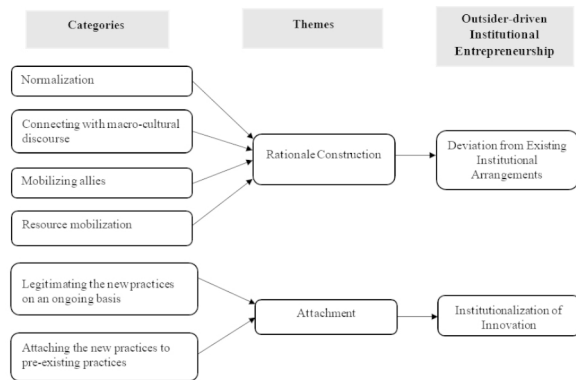 Categories
Themes
Outsider-driven
Institutional
Entrepreneurship
Normalization
Connecting with macro-cultural
discourse
Mobilizing allies
Resource mobilization
Rationale Construction
Deviation from Existing
Institutional
Arrangements
Legitimating the new practices
on an ongoing basis
Attaching the new practices to
pre-existing practices
Attachment
Institutionalization of
Innovation